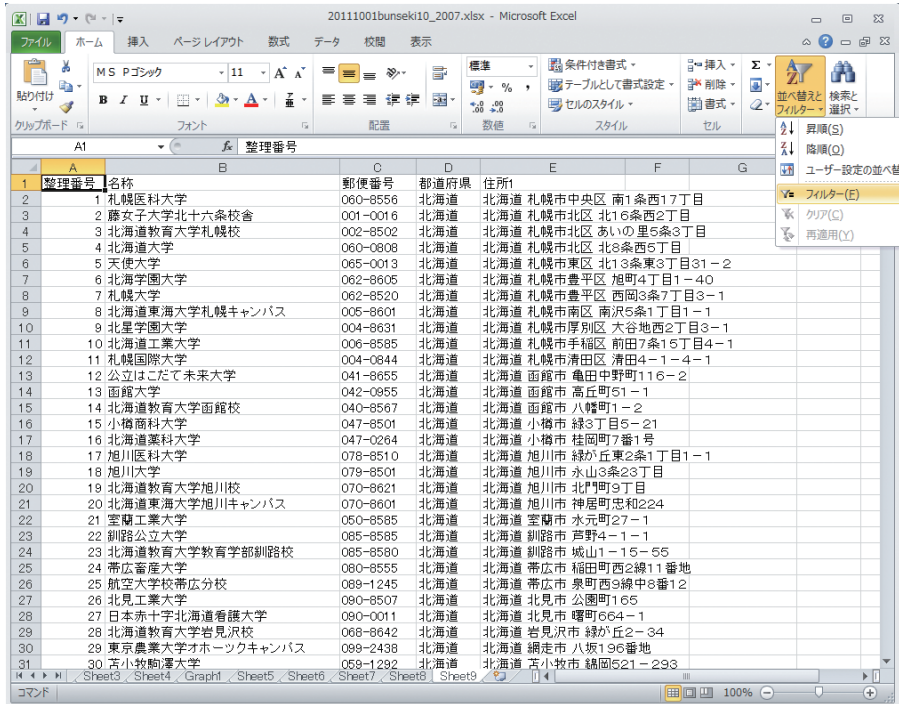 20111001bunseki10_2007.xlsx - Microsoft Excel
ファイル ホーム 挿入 ページ レイアウト 数式 データ 校閲 表示
貼り付け
MS Pゴシック 11
B I U
標準
% ,
条件付き書式
テーブルとして書式設定
セルのスタイル
挿入
削除
書式
Σ
並べ替えと フィルター
検索と 選択
クリップボード フォント 配置 数値 スタイル セル
昇順(S)
降順(O)
ユーザー設定の並べ替
フィルター(F)
クリア(C)
再適用(Y)
A1 fx 整理番号
A B C D E F G
1 整理番号 名称 郵便番号 都道府県 住所1
2 1 札幌医科大学 060-8556 北海道 北海道 札幌市中央区 南1条西17丁目
3 2 藤女子大学北十六条校舎 001-0016 北海道 北海道 札幌市北区 北16条西2丁目
4 3 北海道教育大学札幌校 002-8502 北海道 北海道 札幌市北区 あいの里5条3丁目
5 4 北海道大学 060-0808 北海道 北海道 札幌市北区 北8条西5丁目
6 5 天使大学 065-0013 北海道 北海道 札幌市東区 北13条東3丁目31-2
7 6 北海学園大学 062-8605 北海道 北海道 札幌市豊平区 旭町4丁目1-40
8 7 札幌大学 062-8520 北海道 北海道 札幌市豊平区 西岡3条7丁目3-1
9 8 北海道東海大学札幌キャンパス 005-8601 北海道 北海道 札幌市南区 南沢5条1丁目1-1
10 9 北星学園大学 004-8631 北海道 北海道 札幌市厚別区 大谷地西2丁目3-1
11 10 北海道工業大学 006-8585 北海道 北海道 札幌市手稲区 前田7条15丁目4-1
12 11 札幌国際大学 004-0844 北海道 北海道 札幌市清田区 清田4-1-4-1
13 12 公立はこだて未来大学 041-8655 北海道 北海道 函館市 亀田中野町116-2
14 13 函館大学 042-0955 北海道 北海道 函館市 高丘町51-1
15 14 北海道教育大学函館校 040-8567 北海道 北海道 函館市 八幡町1-2
16 15 小樽商科大学 047-8501 北海道 北海道 小樽市 緑3丁目5-21
17 16 北海道薬科大学 047-0264 北海道 北海道 小樽市 桂岡町7番1号
18 17 旭川医科大学 078-8510 北海道 北海道 旭川市 緑が丘東2条1丁目1-1
19 18 旭川大学 079-8501 北海道 北海道 旭川市 永山3条23丁目
20 19 北海道教育大学旭川校 070-8621 北海道 北海道 旭川市 北門町9丁目
21 20 北海道東海大学旭川キャンパス 070-8601 北海道 北海道 旭川市 神居町忠和224
22 21 室蘭工業大学 050-8585 北海道 北海道 室蘭市 水元町27-1
23 22 釧路公立大学 085-8585 北海道 北海道 釧路市 芦野4-1-1
24 23 北海道教育大学教育学部釧路校 085-8580 北海道 北海道 釧路市 城山1-15-55
25 24 帯広畜産大学 080-8555 北海道 北海道 帯広市 稲田町西2線11番地
26 25 航空大学校帯広分校 089-1245 北海道 北海道 帯広市 泉町西9線中8番12
27 26 北見工業大学 090-8507 北海道 北海道 北見市 公園町165
28 27 日本赤十字北海道看護大学 090-0011 北海道 北海道 北見市 曙町664-1
29 28 北海道教育大学岩見沢校 068-8642 北海道 北海道 岩見沢市 緑が丘2-34
30 29 東京農業大学オホーツクキャンパス 099-2438 北海道 北海道 網走市 八坂196番地
31 30 苫小牧駒澤大学 059-1292 北海道 北海道 苫小牧市 錦岡521-293
Sheet3 Sheet4 Graph1 Sheet5 Sheet6 Sheet7 Sheet8 Sheet9
コマンド 100%